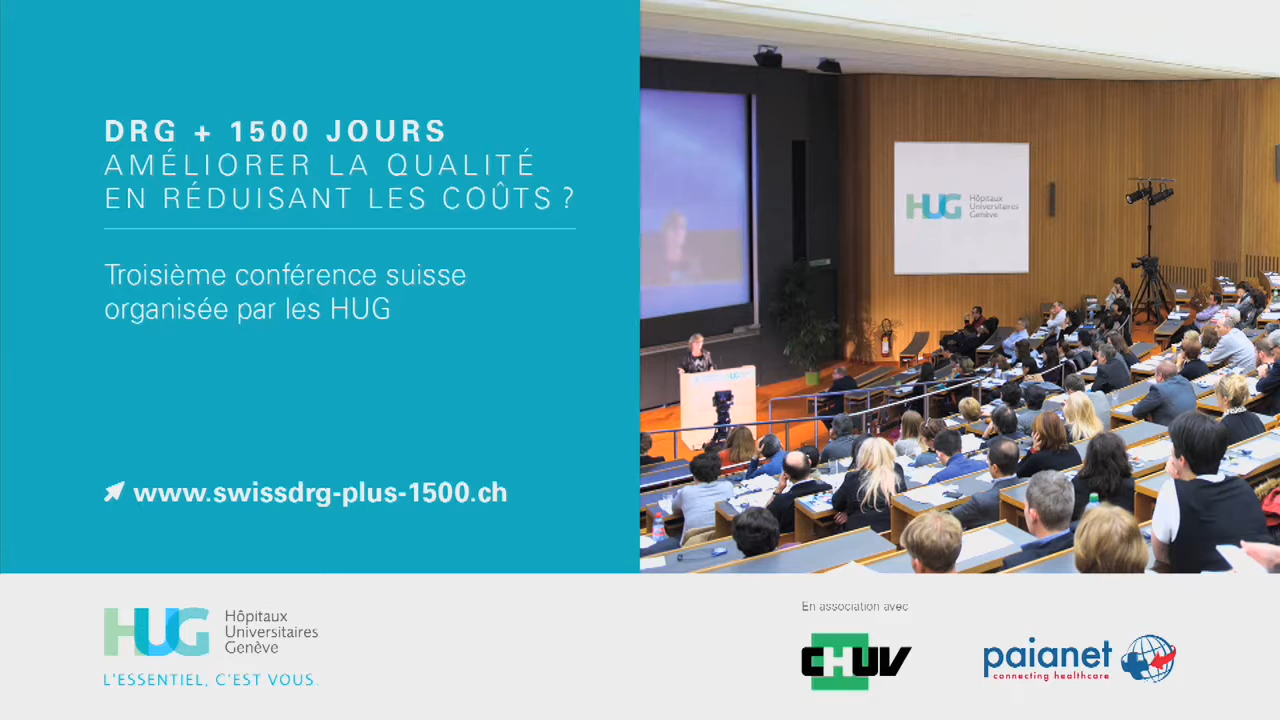 DRG + 1500 JOURS
AMÉLIORER LA QUALITÉ
EN RÉDUISANT LES COÛTS ?
Troisième conférence suisse
organisée par les HUG
www.swissdrg-plus-1500.ch
HUG
Hôpitaux
Universitaires
Genève
HUG
Hôpitaux
Universitaires
Genève
L'ESSENTIEL, C'EST VOUS.
En association avec
CHUV
paianet
connecting healthcare